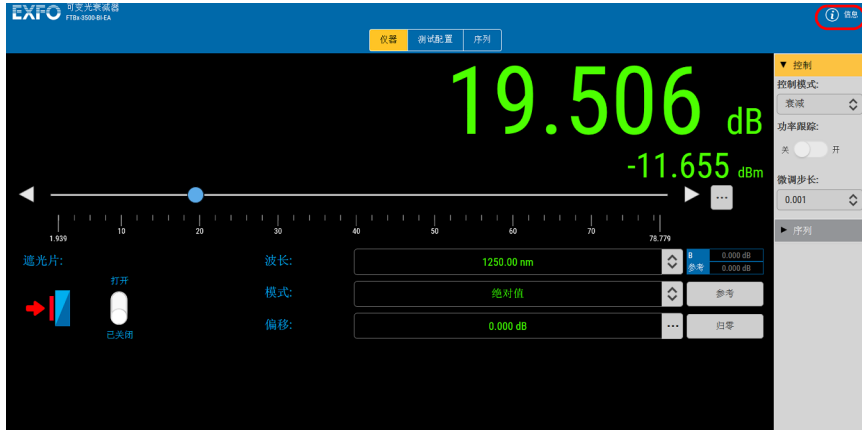 EXFO 可变光衰减器
FTBx-3500-BI-EA
信息
仪器 测试配置 序列
19.506 dB
-11.655 dBm
1.939 10 20 30 40 50 60 70 78.779
遮光片:
打开
已关闭
波长: 1250.00 nm
B 0.000 dB
参考 0.000 dB
模式: 绝对值
参考
偏移: 0.000 dB
归零
控制
控制模式:
衰减
功率跟踪:
关 开
微调步长:
0.001
序列